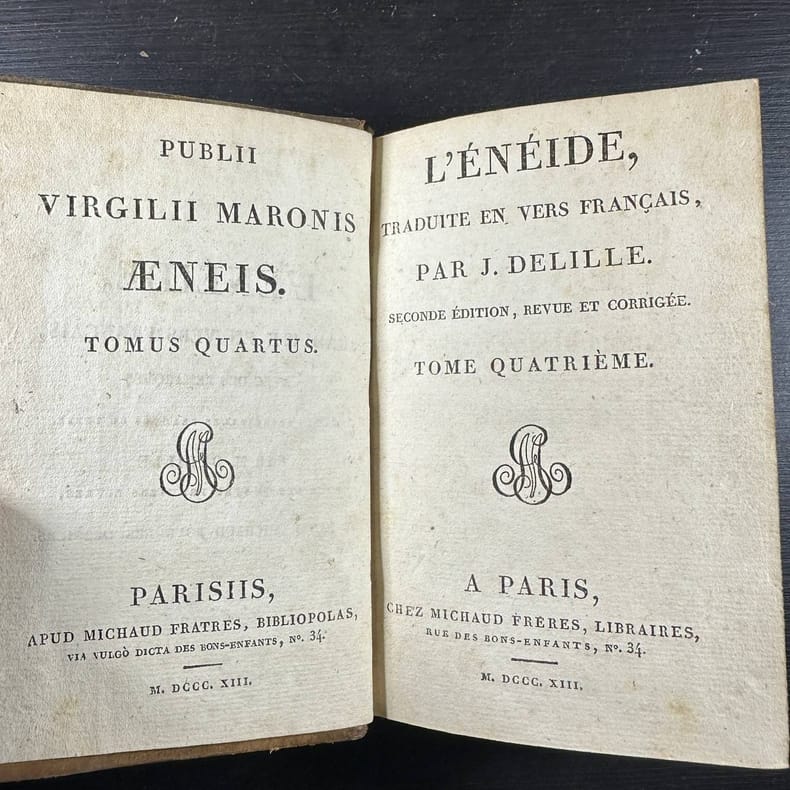 PUBLII
VIRGILII MARONIS
ÆNEIS.
TOMUS QUARTUS.
PARISIIS,
APUD MICHAUD FRATRES, BIBLIOPOLAS,
VIA VULGÒ DICTA DES BONS-ENFANTS, Nº. 34.
M. DCCC. XIII.
L'ÉNÉIDE,
TRADUITE EN VERS FRANÇAIS,
PAR J. DELILLE.
SECONDE ÉDITION, REVUE ET CORRIGÉE.
TOME QUATRIÈME.
A PARIS,
CHEZ MICHAUD FRÈRES, LIBRAIRES,
RUE DES BONS-ENFANTS, Nº. 34.
M. DCCC. XIII.